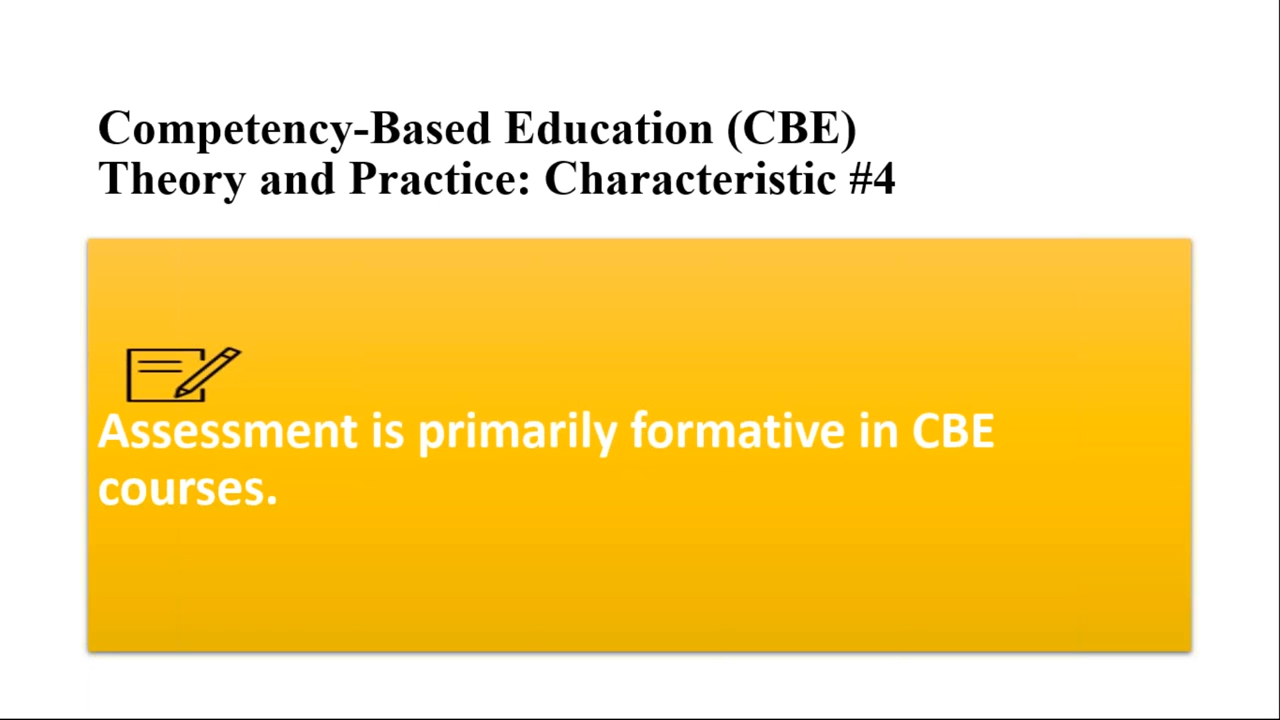 Competency-Based Education (CBE)
Theory and Practice: Characteristic #4
Assessment is primarily formative in CBE
courses.